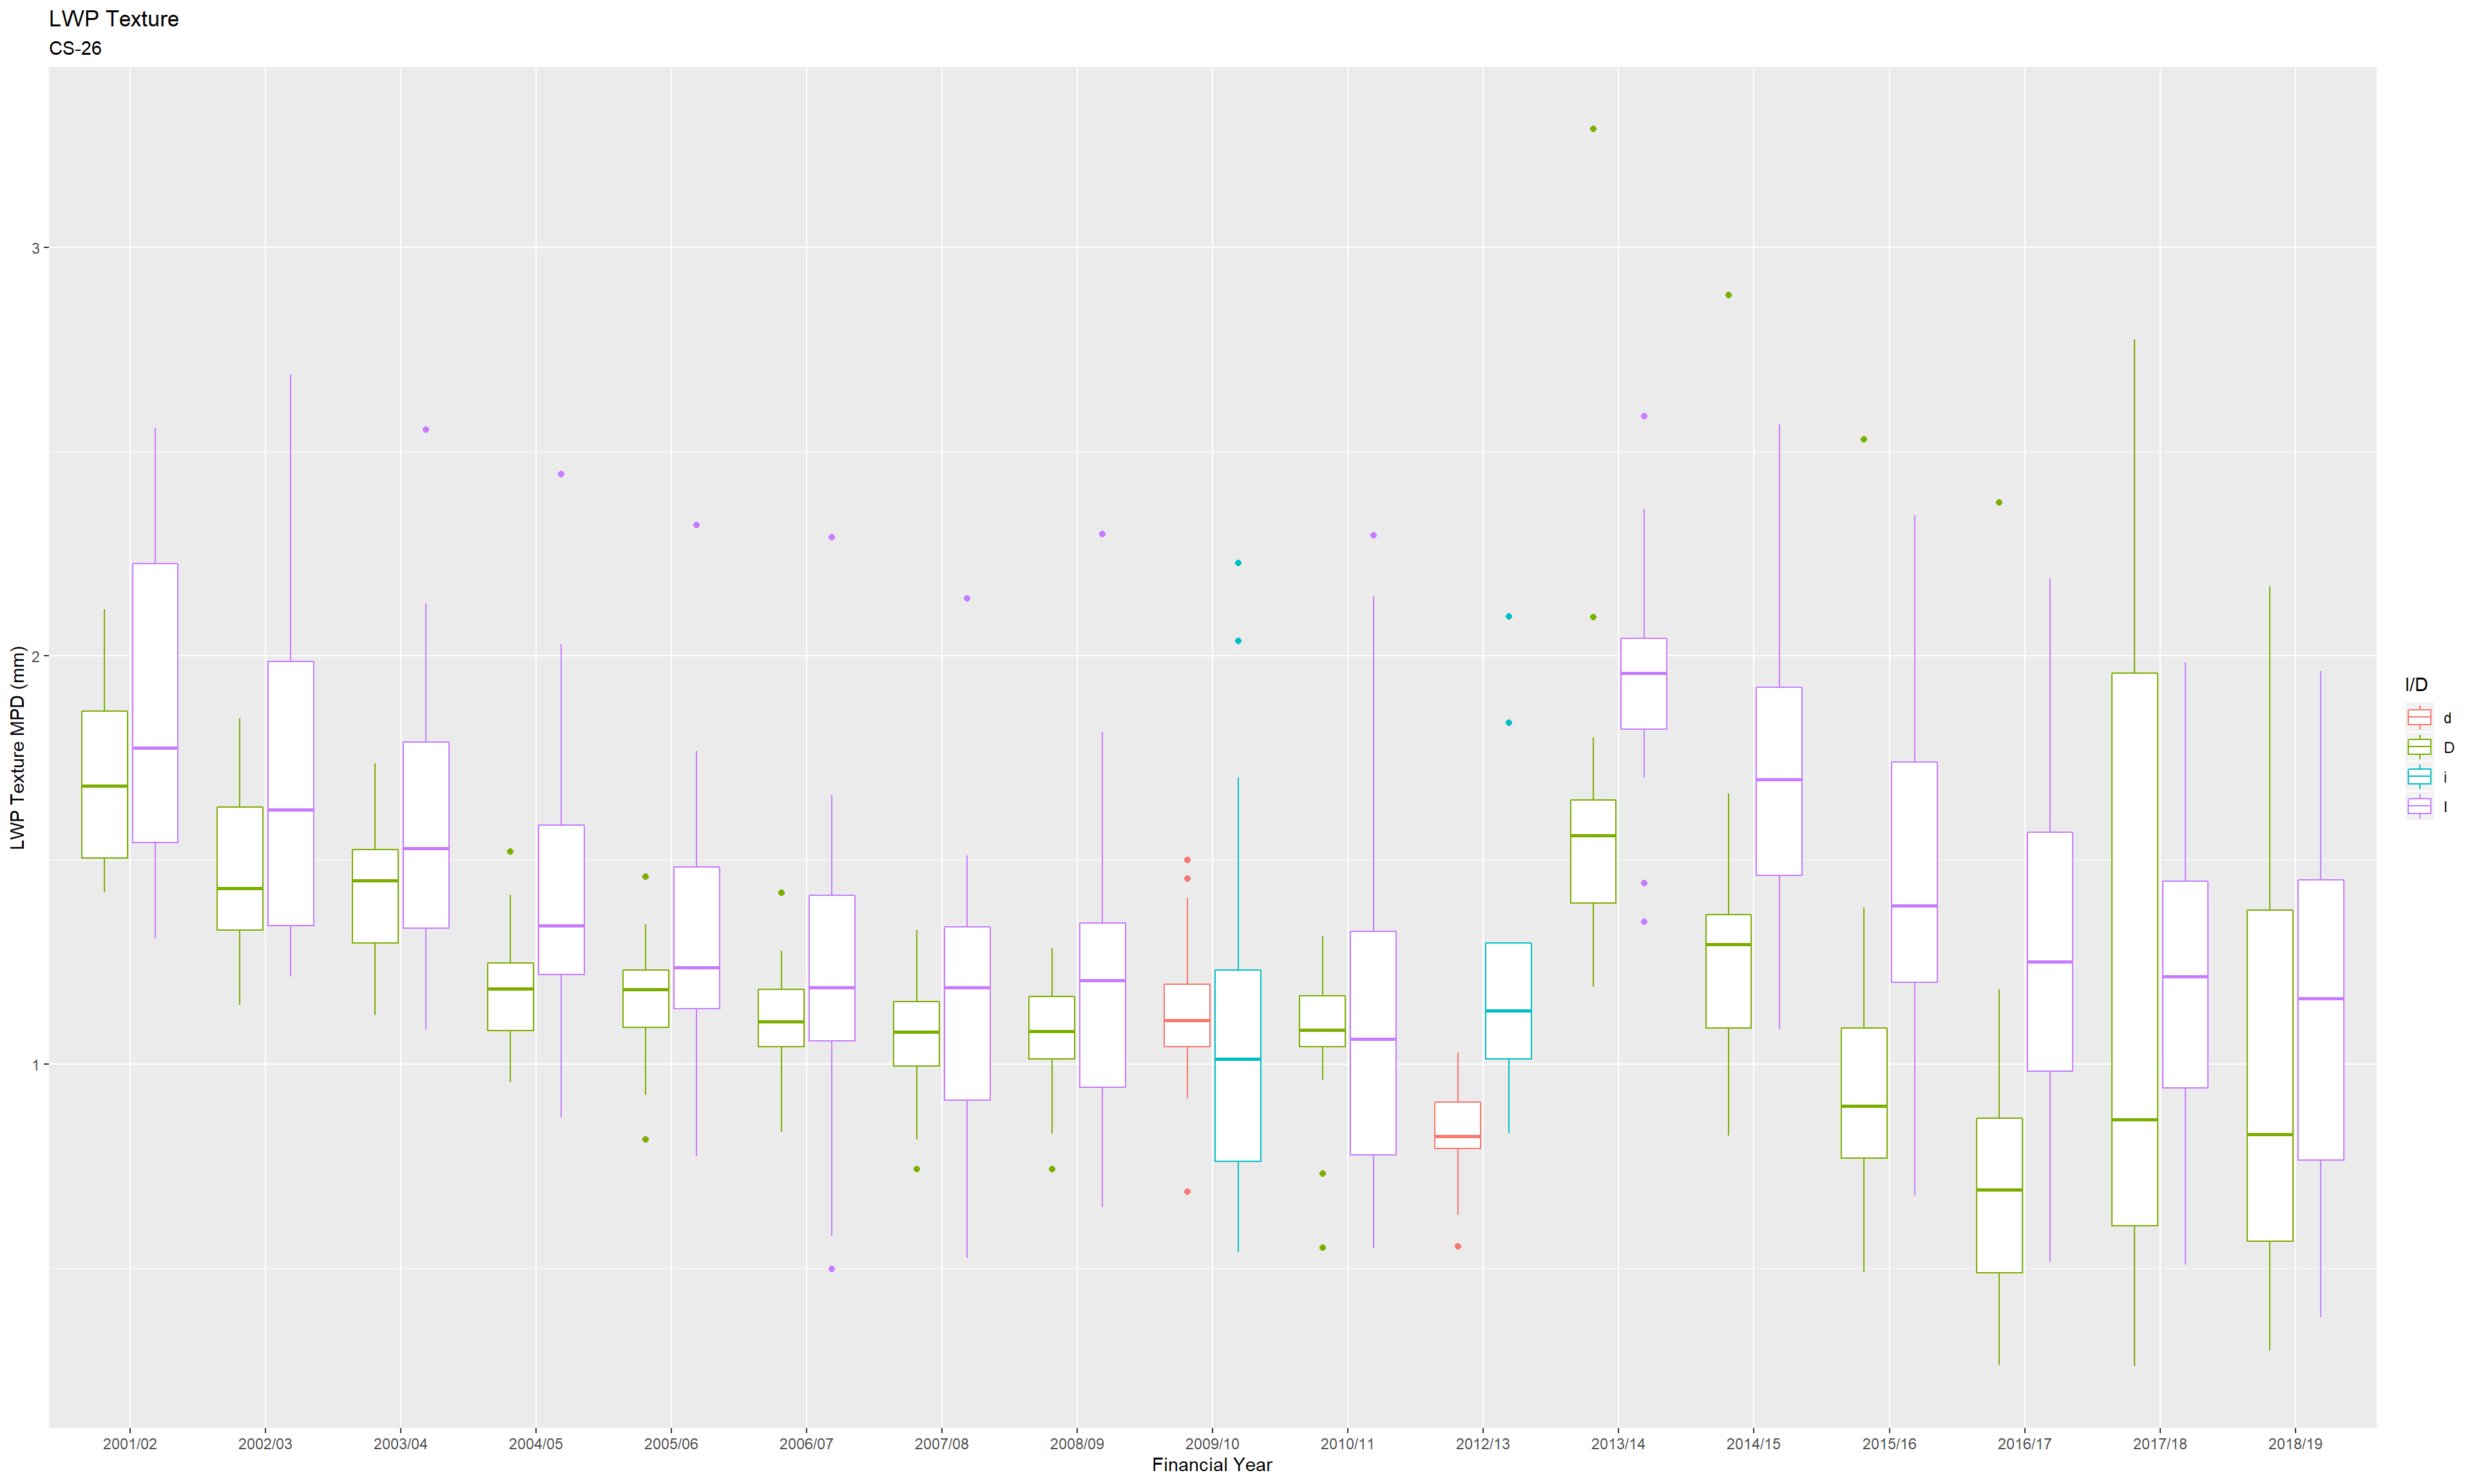 LWP Texture
CS-26
LWP Texture MPD (mm)
3
2
1
2001/02 2002/03 2003/04 2004/05 2005/06 2006/07 2007/08 2008/09 2009/10 2010/11 2012/13 2013/14 2014/15 2015/16 2016/17 2017/18 2018/19
Financial Year
I/D
d
D
i
I